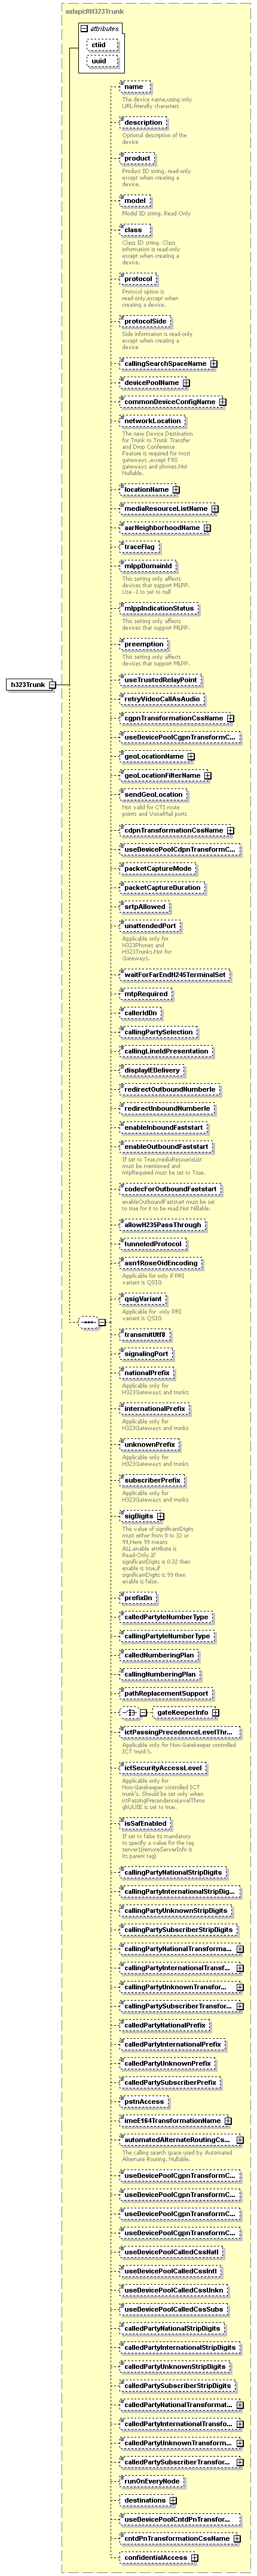 axlapicRH323Trunk
attributes
ctiid
uuid
name
The device name,using only
URL-friendly characters
description
Optional description of the
device
product
Product ID string. read-only
except when creating a
device.
model
Model ID string. Read Only
class
Class ID string. Class
information is read-only
except when creating a
device.
protocol
Protocol option is
read-only,except when
creating a device.
protocolSide
Side information is read-only
except when creating a
device
callingSearchSpaceName
devicePoolName
commonDeviceConfigName
networkLocation
The new Device Destination
for Trunk to Trunk Transfer
and Drop Conference
Feature is required for most
gateways ,except FXS
gateways and phones.Not
Nullable.
locationName
mediaResourceListName
aarNeighborhoodName
traceFlag
mlppDomainId
This setting only affects
devices that support MLPP.
Use -1 to set to null
mlppIndicationStatus
This setting only affects
devices that support MLPP.
preemption
This setting only affects
devices that support MLPP.
h323Trunk
useTrustedRelayPoint
retryVideoCallAsAudio
cgpnTransformationCssName
useDevicePoolCgpnTransformC...
geoLocationName
geoLocationFilterName
sendGeoLocation
Not valid for CTI route
points and VoiceMail ports
cdpnTransformationCssName
useDevicePoolCdpnTransformC...
packetCaptureMode
packetCaptureDuration
srtpAllowed
unattendedPort
Applicable only for
H323Phones and
H323Trunks.Not for
Gateways.
waitForFarEndH245TerminalSet
mtpRequired
callerIdDn
callingPartySelection
callingLineIdPresentation
displayIEDelivery
redirectOutboundNumberIe
redirectInboundNumberIe
enableInboundFaststart
enableOutboundFaststart
If set to True,mediaResourceList
must be mentioned and
mtpRequired must be set to True.
codecForOutboundFaststart
enableOutboundFaststart must be set
to true for it to be read.Not Nillable.
allowH235PassThrough
tunneledProtocol
asn1RoseOidEncoding
Applicable for only if PRI
variant is QSIG
qsigVariant
Applicable for  only PRI
variant is QSIG
transmitUtf8
signalingPort
nationalPrefix
Applicable only for
H323Gateways and trunks
internationalPrefix
Applicable only for
H323Gateways and trunks
unknownPrefix
Applicable only for
H323Gateways and trunks
subscriberPrefix
Applicable only for
H323Gateways and trunks
sigDigits
The value of significantDigits
must either from 0 to 32 or
99.Here 99 means
ALL.enable attribute is
Read-Only.If
significantDigits is 0-32 then
enable is true,if
significantDigits is 99 then
enable is false.
prefixDn
calledPartyIeNumberType
callingPartyIeNumberType
calledNumberingPlan
callingNumberingPlan
pathReplacementSupport
gateKeeperInfo
ictPassingPrecedenceLevelThr...
Applicable only for Non-Gatekeeper controlled
ICT trunk's.
ictSecurityAccessLevel
Applicable only for
Non-Gatekeeper controlled ICT
trunk's. Should be set only when
ictPassingPrecendenceLevelThrou
ghUUIE is set to true.
isSafEnabled
If set to false its mandatory
to specify a value for the tag
server1(remoteServerInfo is
its parent tag)
callingPartyNationalStripDigits
callingPartyInternationalStripDig...
callingPartyUnknownStripDigits
callingPartySubscriberStripDigits
callingPartyNationalTransforma...
callingPartyInternationalTransf...
callingPartyUnknownTransfor...
callingPartySubscriberTransfor...
calledPartyNationalPrefix
calledPartyInternationalPrefix
calledPartyUnknownPrefix
calledPartySubscriberPrefix
pstnAccess
imeE164TransformationName
automatedAlternateRoutingCs...
The calling search space used by Automated
Alternate Routing. Nullable.
useDevicePoolCgpnTransformC...
useDevicePoolCgpnTransformC...
useDevicePoolCgpnTransformC...
useDevicePoolCgpnTransformC...
useDevicePoolCalledCssNatl
useDevicePoolCalledCssIntl
useDevicePoolCalledCssUnkn
useDevicePoolCalledCssSubs
calledPartyNationalStripDigits
calledPartyInternationalStripDigits
calledPartyUnknownStripDigits
calledPartySubscriberStripDigits
calledPartyNationalTransformat...
calledPartyInternationalTransfo...
calledPartyUnknownTransform...
calledPartySubscriberTransfor...
runOnEveryNode
destinations
useDevicePoolCntdPnTransfor...
cntdPnTransformationCssName
confidentialAccess